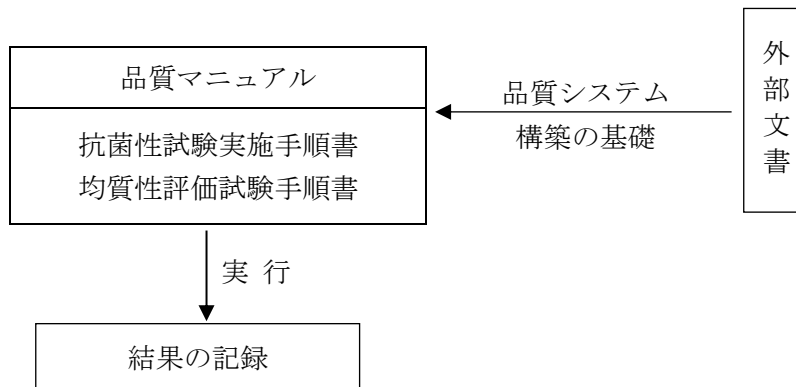 品質マニュアル
抗菌性試験実施手順書
均質性評価試験手順書
品質システム
構築の基礎
外部文書
実 行
結果の記録